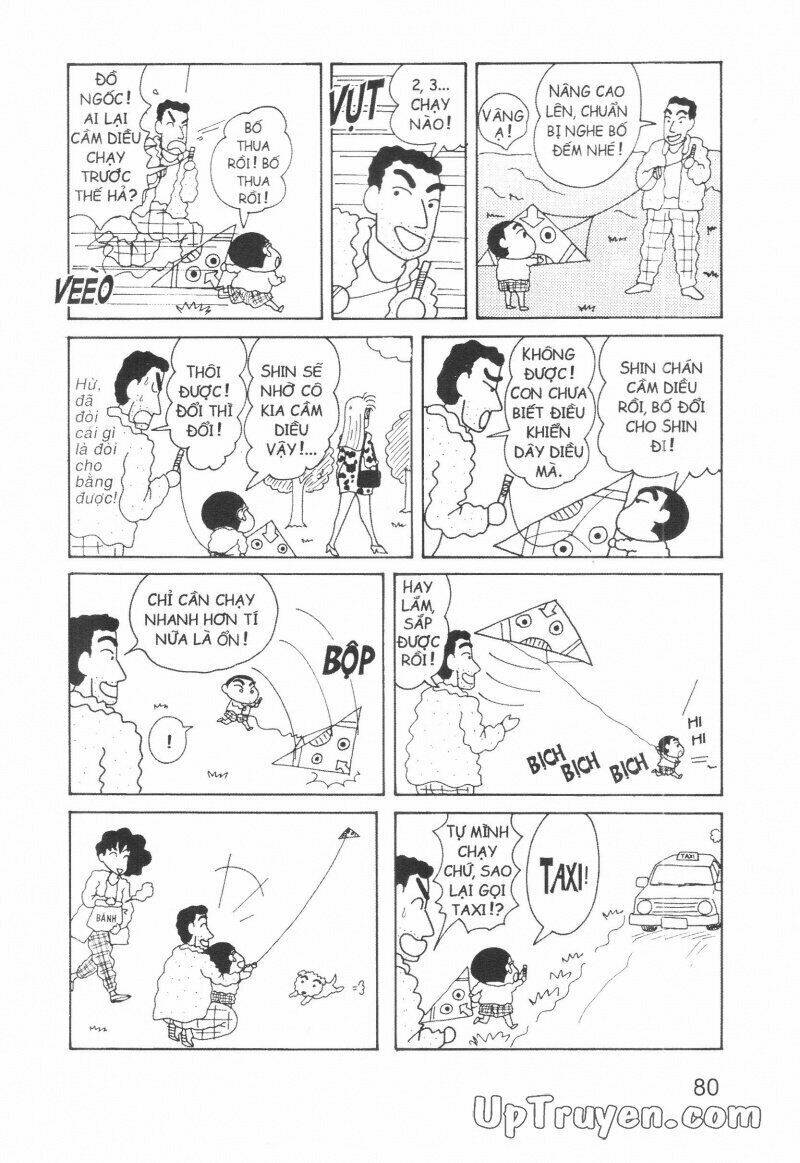 NÂNG CAO
LÊN, CHUẨN
BỊ NGHE BỐ
ĐẾM NHÉ!
VÂNG
Ạ!
2, 3...
CHẠY
NÀO!
VỤT
BỐ
THUA
RỒI! BỐ
THUA
RỒI!
ĐỒ
NGỐC!
AI LẠI
CẦM DIỀU
CHẠY
TRƯỚC
THẾ HẢ?
VEÈO
SHIN CHÁN
CẦM DIỀU
RỒI, BỐ ĐỔI
CHO SHIN
ĐI!
KHÔNG
ĐƯỢC!
CON CHƯA
BIẾT ĐIỀU
KHIỂN
DÂY DIỀU
MÀ.
SHIN SẼ
NHỜ CÔ
KIA CẦM
DIỀU
VẬY!...
THÔI
ĐƯỢC!
ĐỔI THÌ
ĐỔI!
Hừ,
đã
đòi
cái gì
là đòi
cho
bằng
được!
HAY
LẮM,
SẮP
ĐƯỢC
RỒI!
HI
HI
BỊCH
BỊCH
BỊCH
CHỈ CẦN CHẠY
NHANH HƠN TÍ
NỮA LÀ ỔN!
BỘP
!
TAXI
TAXI!
TỰ MÌNH
CHẠY
CHỨ, SAO
LẠI GỌI
TAXI!?
BÁNH
80
UpTruyen.com